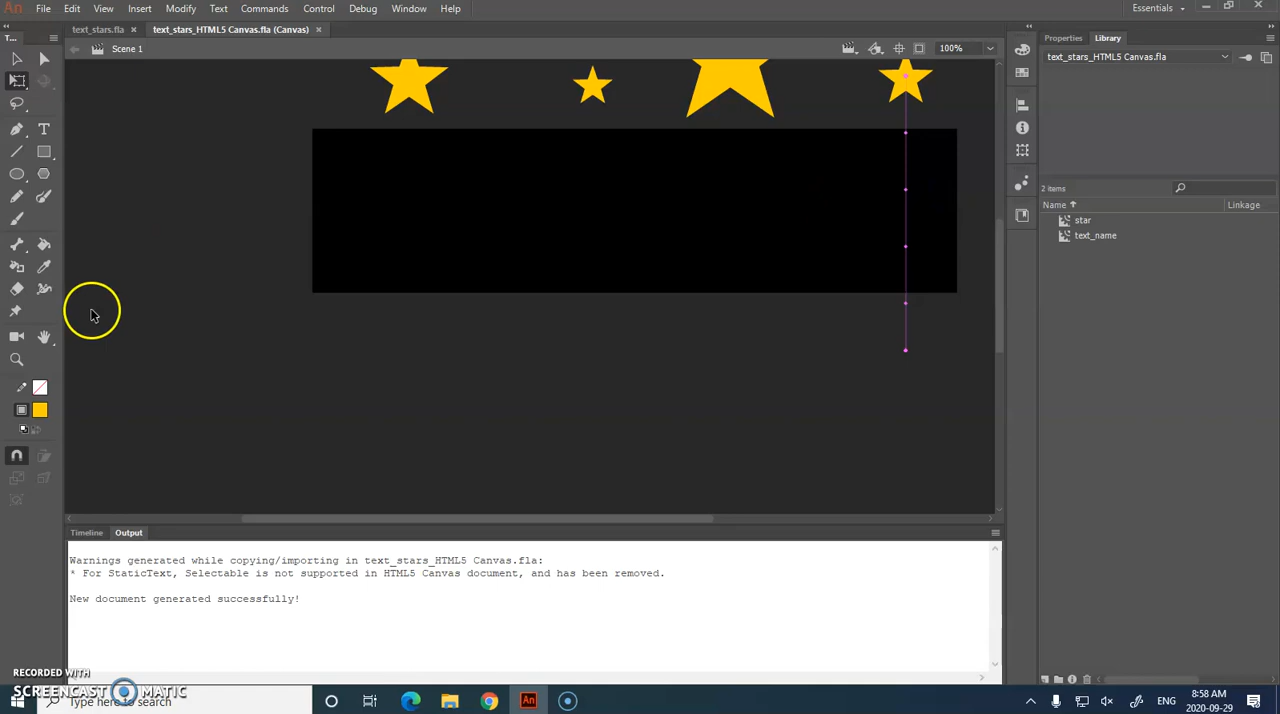 An File Edit View Insert Modify Text Commands Control Debug Window Help Essentials
text_stars.fla × text_stars_HTML5 Canvas.fla (Canvas) ×
T... Scene 1 100%
Properties Library
text_stars_HTML5 Canvas.fla
2 items
Name Linkage
star
text_name
Timeline Output
Warnings generated while copying/importing in text_stars_HTML5 Canvas.fla:
* For StaticText, Selectable is not supported in HTML5 Canvas document, and has been removed.
New document generated successfully!
RECORDED WITH
SCREENCAST MATIC
Type here to search
An
ENG
8:58 AM
2020-09-29